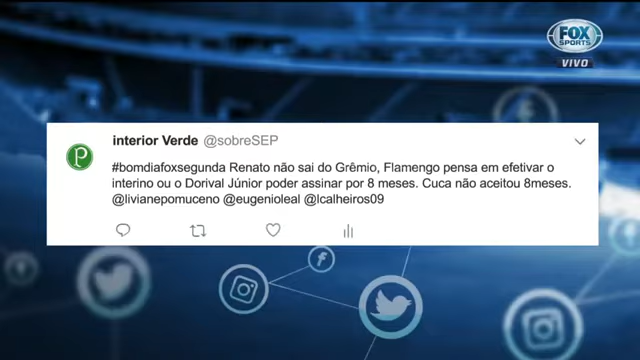 FOX
SPORTS
VIVO
interior Verde @sobreSEP
#bomdiafoxsegunda Renato não sai do Grêmio, Flamengo pensa em efetivar o
interino ou o Dorival Júnior poder assinar por 8 meses. Cuca não aceitou 8meses.
@livianepomuceno @eugenioleal @lcalheiros09